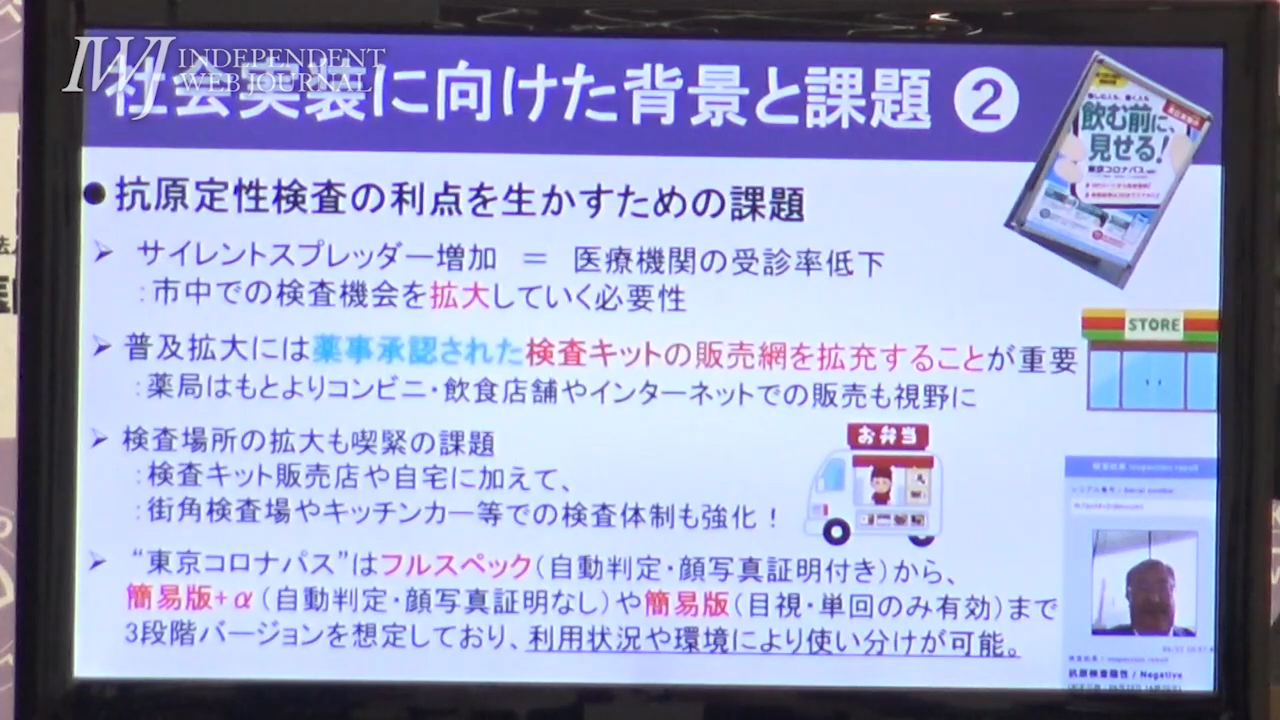 IWJ INDEPENDENT
WEB JOURNAL
社会実装に向けた背景と課題 ❷
飲む前に、
見せる!
東京コロナパス
●抗原定性検査の利点を生かすための課題
➢ サイレントスプレッダー増加 = 医療機関の受診率低下
:市中での検査機会を拡大していく必要性
STORE
➢ 普及拡大には薬事承認された検査キットの販売網を拡充することが重要
:薬局はもとよりコンビニ・飲食店舗やインターネットでの販売も視野に
➢ 検査場所の拡大も喫緊の課題
:検査キット販売店や自宅に加えて、
:街角検査場やキッチンカー等での検査体制も強化!
お弁当
➢ “東京コロナパス”はフルスペック(自動判定・顔写真証明付き)から、
簡易版+α(自動判定・顔写真証明なし)や簡易版(目視・単回のみ有効)まで
3段階バージョンを想定しており、利用状況や環境により使い分けが可能。
検査結果 / Inspection result
抗原検査陰性 / Negative